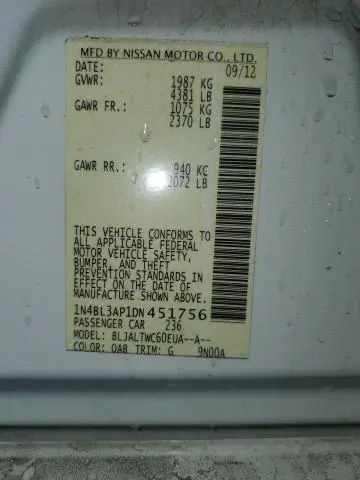 MFD BY NISSAN MOTOR CO., LTD.
DATE: 09/12
GVWR: 1987 KG
4381 LB
GAWR FR.: 1075 KG
2370 LB
GAWR RR.: 940 KG
2072 LB
THIS VEHICLE CONFORMS TO
ALL APPLICABLE FEDERAL
MOTOR VEHICLE SAFETY,
BUMPER, AND THEFT
PREVENTION STANDARDS IN
EFFECT ON THE DATE OF
MANUFACTURE SHOWN ABOVE.
1N4BL3AP1DN451756
PASSENGER CAR 236
BLJALTWC60EUA--A--
COLOR: QAB TRIM: G 9N00A